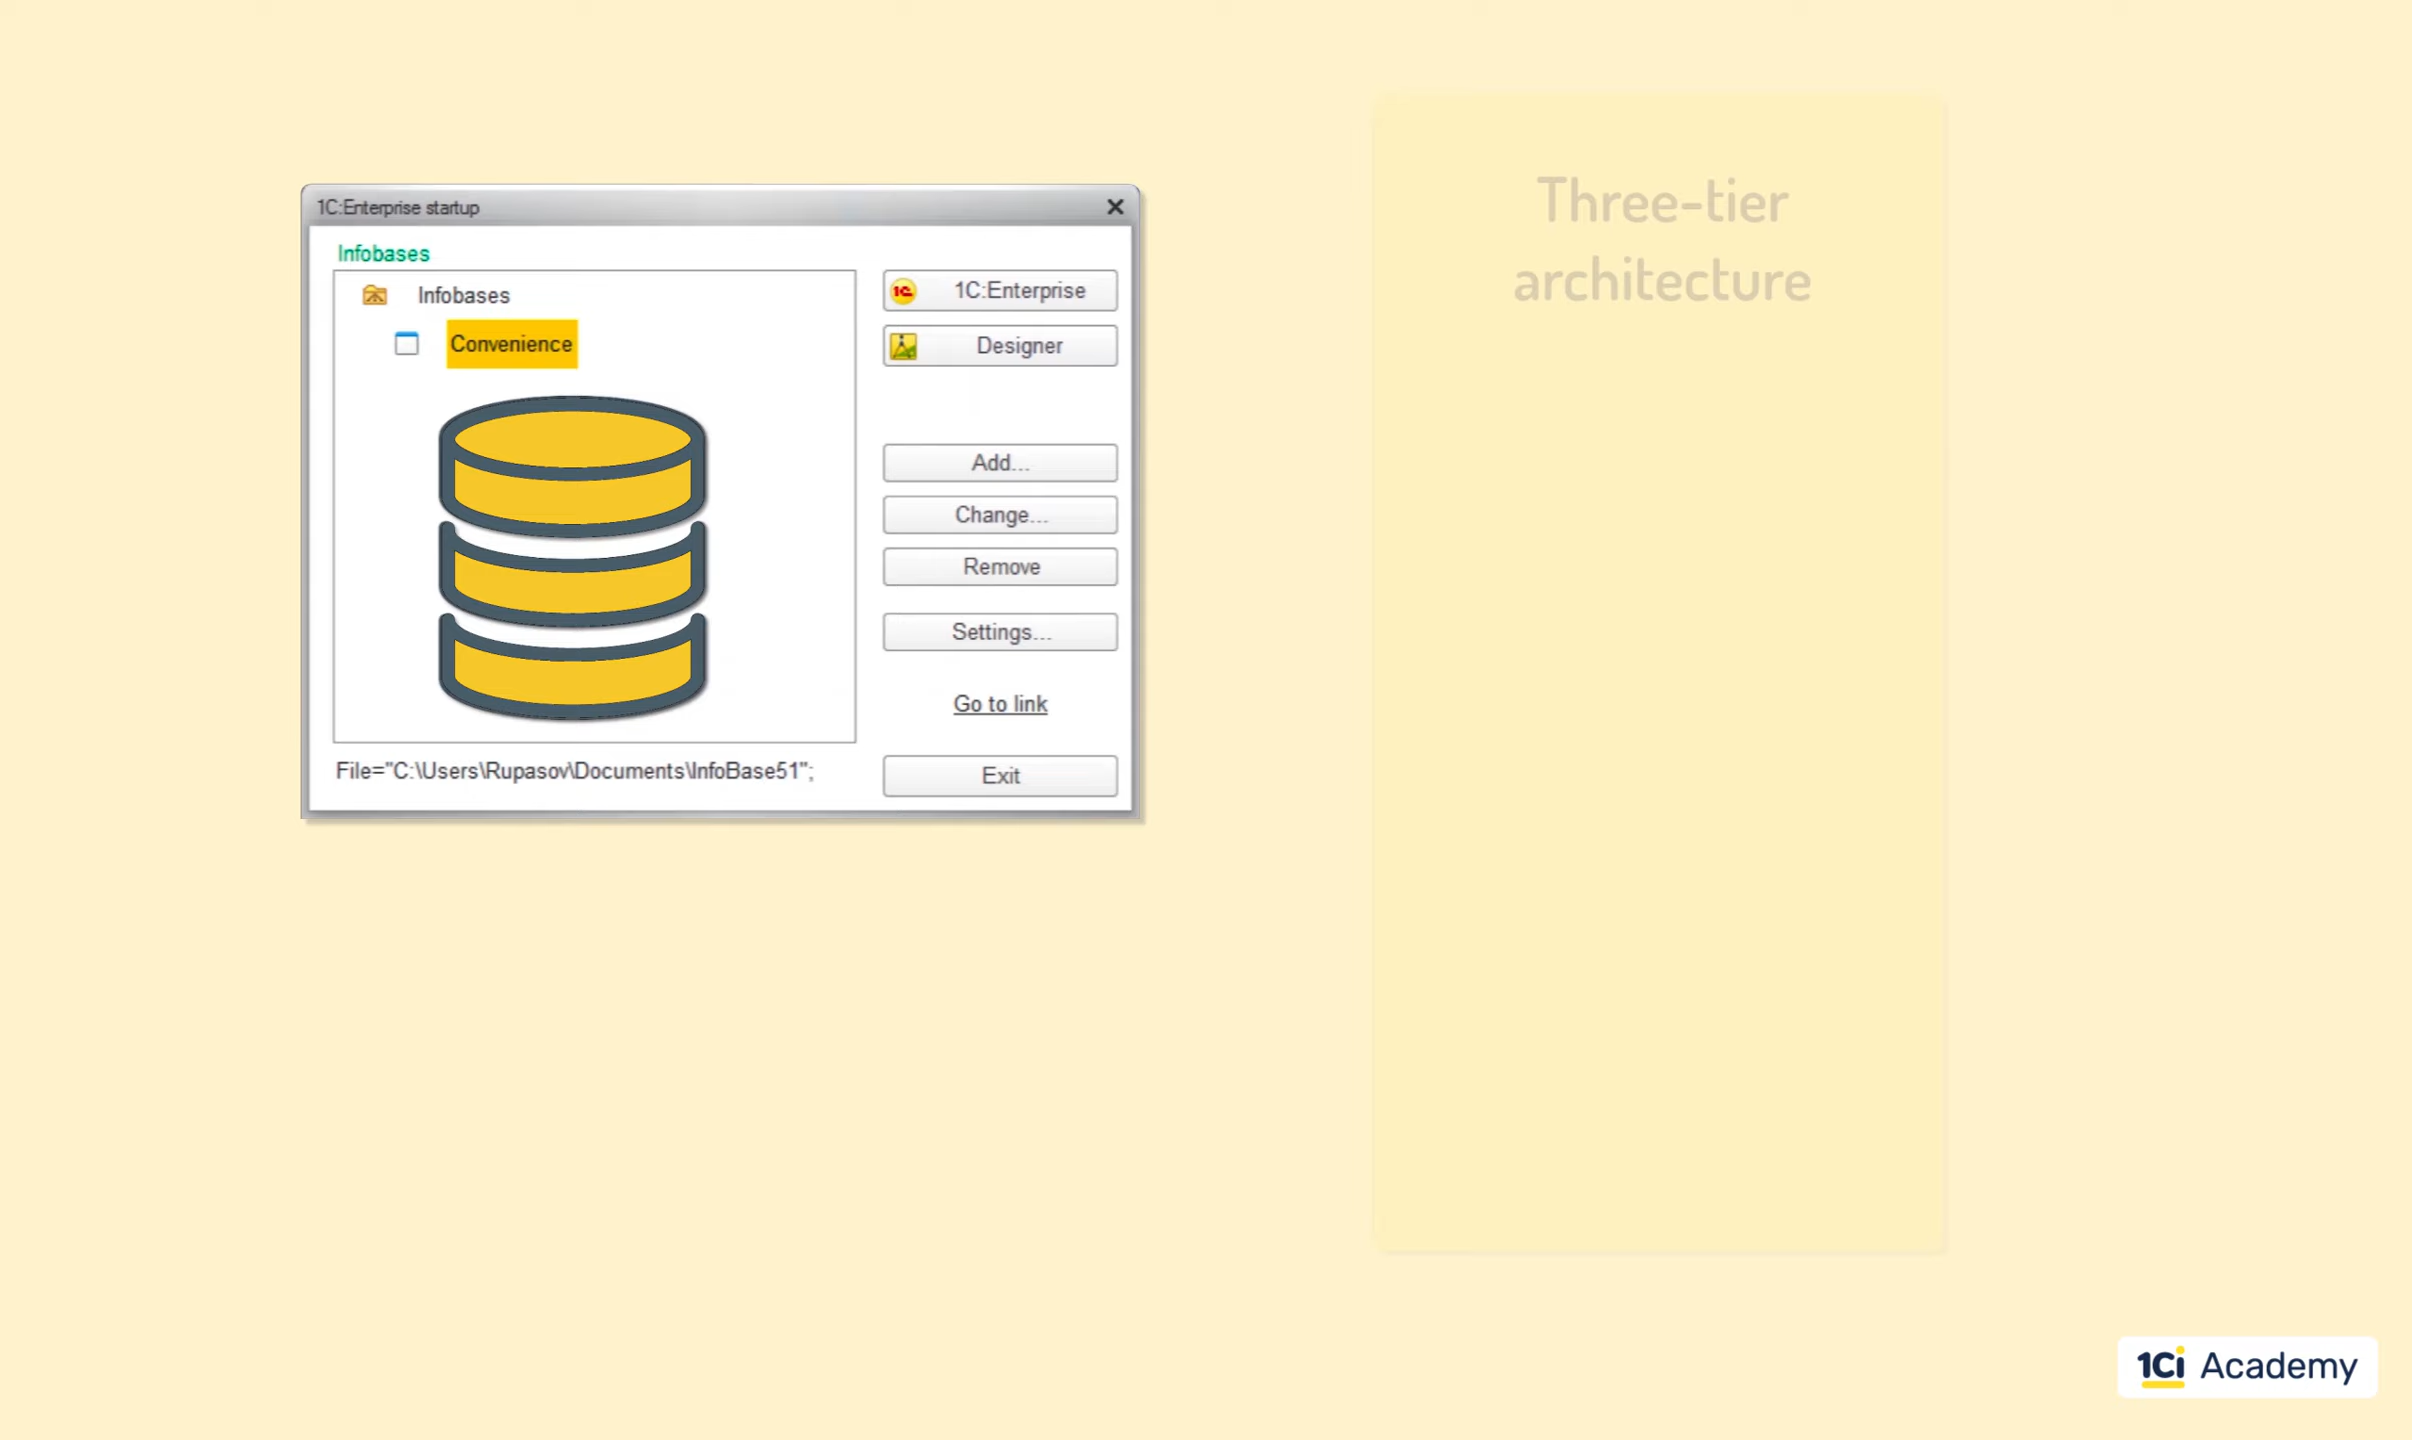 1C:Enterprise startup
Infobases
Infobases
Convenience
File="C:\Users\Rupasov\Documents\InfoBase51";
1C:Enterprise
Designer
Add...
Change...
Remove
Settings...
Go to link
Exit
Three-tier
architecture
1Ci Academy